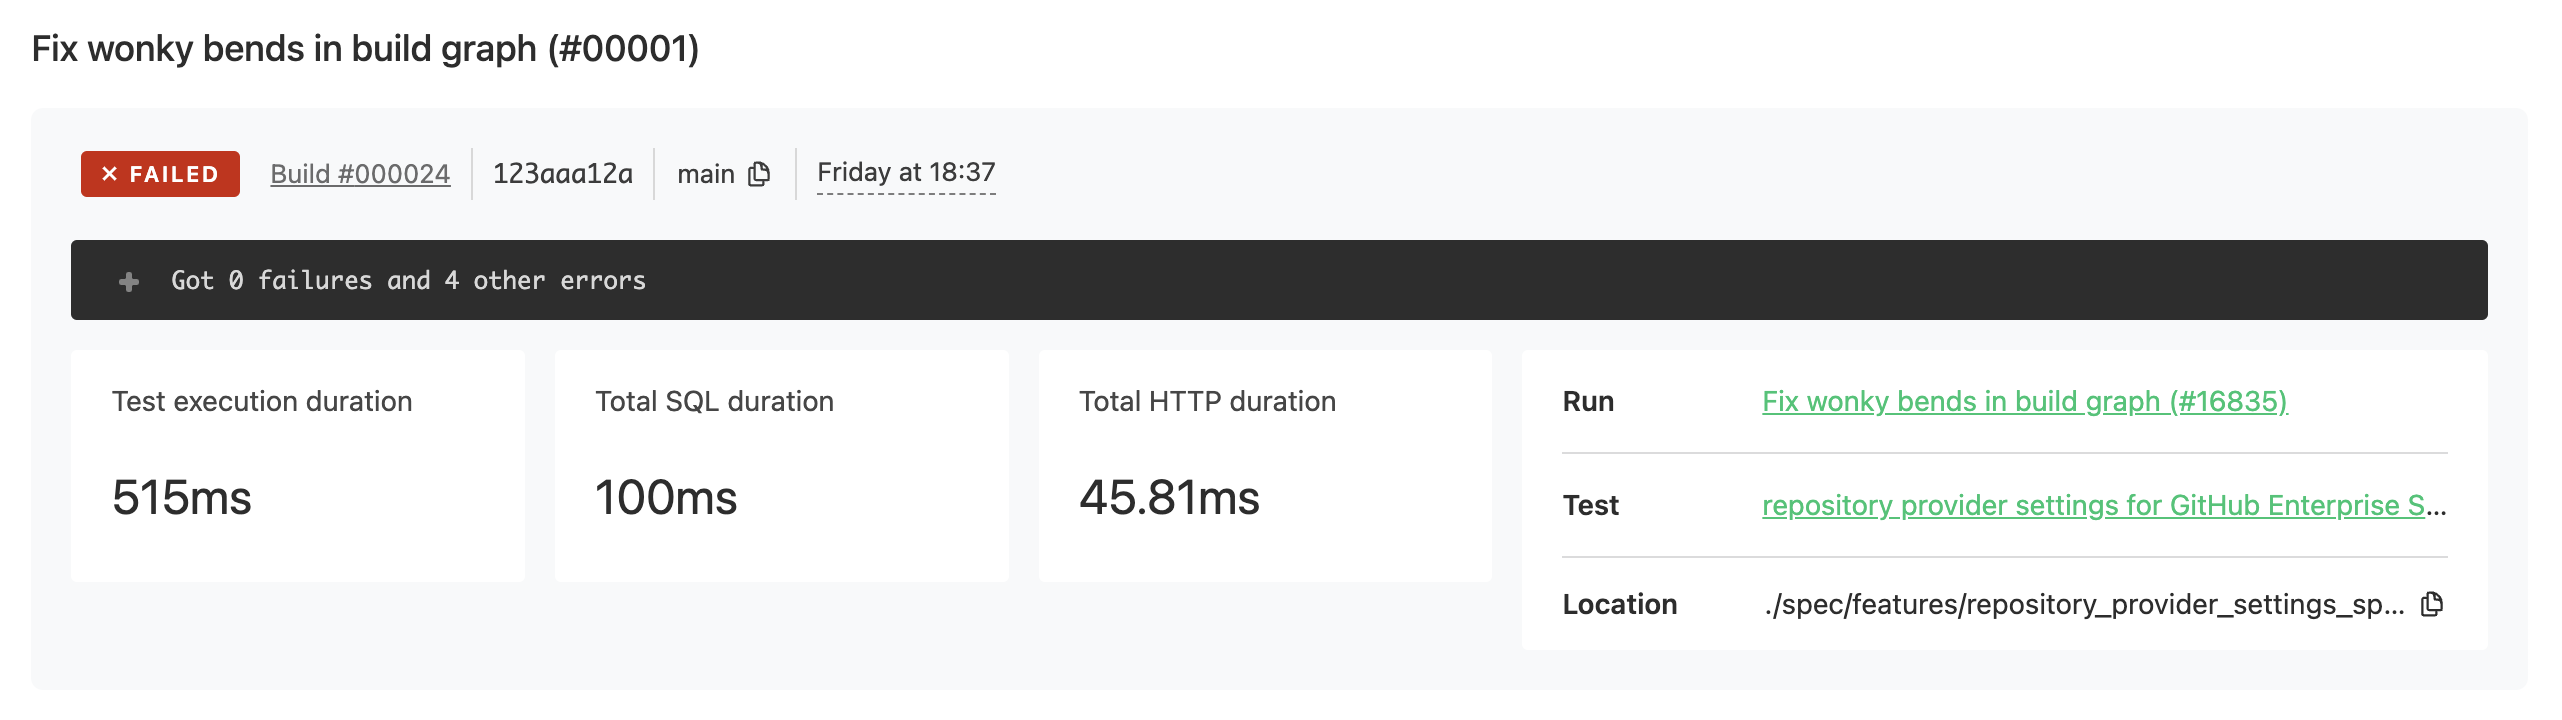 Fix wonky bends in build graph (#00001)
✕ FAILED Build #000024 123aaa12a main Friday at 18:37
+ Got 0 failures and 4 other errors
Test execution duration
515ms
Total SQL duration
100ms
Total HTTP duration
45.81ms
Run Fix wonky bends in build graph (#16835)
Test repository provider settings for GitHub Enterprise S...
Location ./spec/features/repository_provider_settings_sp...